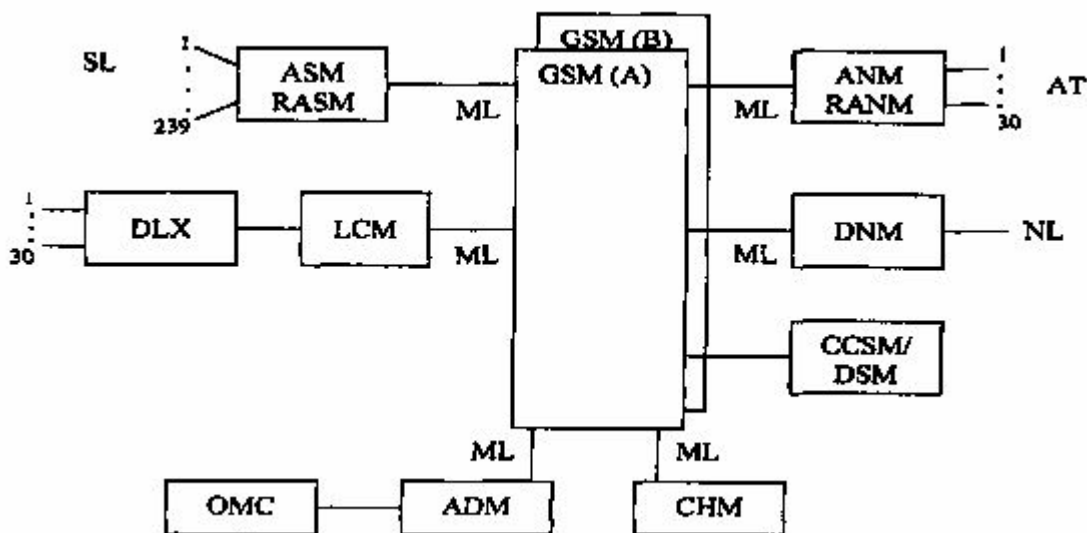 GSM (B)
GSM (A)
SL
1
239
ASM
RASM
ML
ML
ANM
RANM
1
30
AT
1
30
DLX
LCM
ML
ML
DNM
NL
CCSM/
DSM
ML
ML
OMC
ADM
CHM